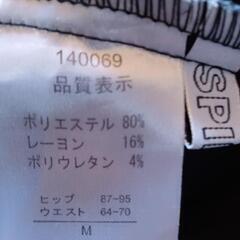 140069
品質表示
ポリエステル 80%
レーヨン 16%
ポリウレタン 4%
ヒップ 87-95
ウエスト 64-70
M
SPI